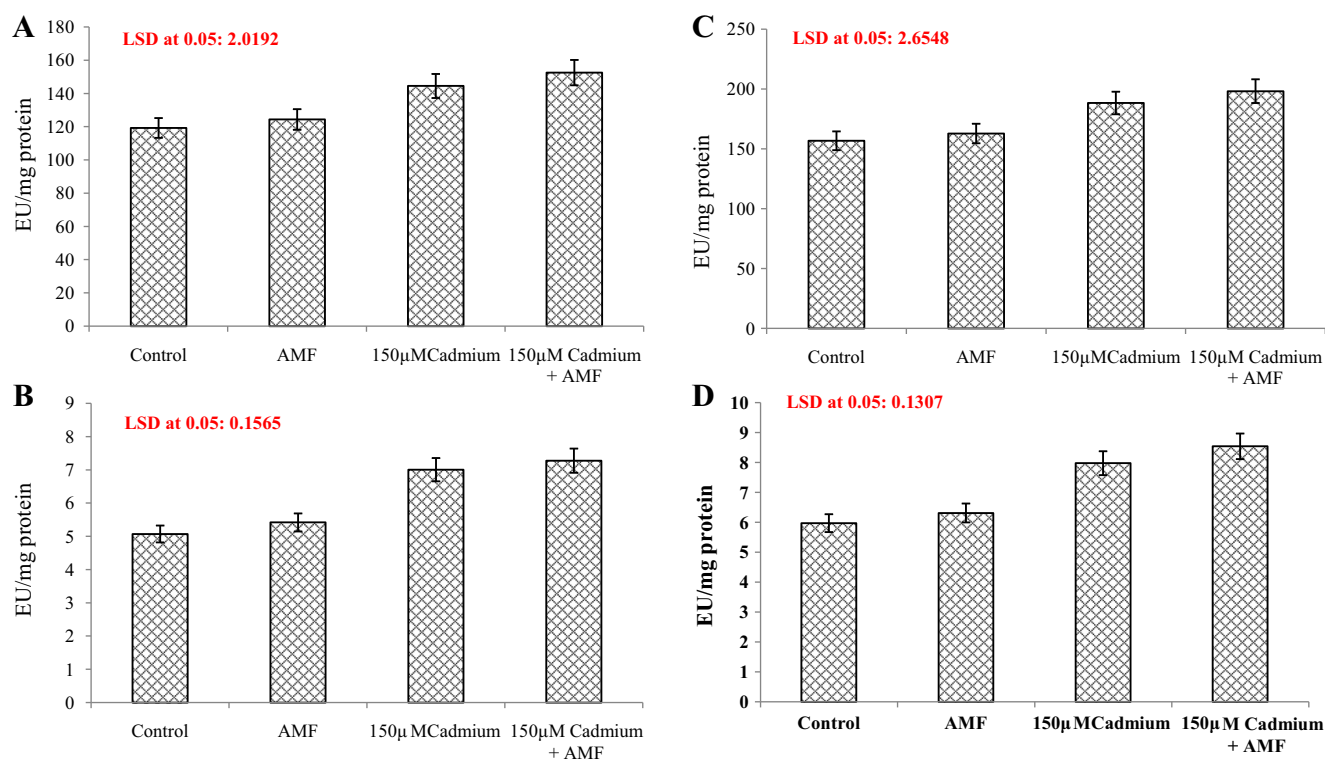 A
LSD at 0.05: 2.0192
EU/mg protein
180
160
140
120
100
80
60
40
20
0
Control
AMF
150µMCadmium
150µM Cadmium
+ AMF
B
LSD at 0.05: 0.1565
EU/mg protein
9
8
7
6
5
4
3
2
1
0
Control
AMF
150µ MCadmium
150µM Cadmium
+ AMF
C
LSD at 0.05: 2.6548
EU/mg protein
250
200
150
100
50
0
Control
AMF
150µMCadmium
150µM Cadmium
+ AMF
D
LSD at 0.05: 0.1307
EU/mg protein
10
9
8
7
6
5
4
3
2
1
0
Control
AMF
150µ MCadmium
150µ M Cadmium
+ AMF